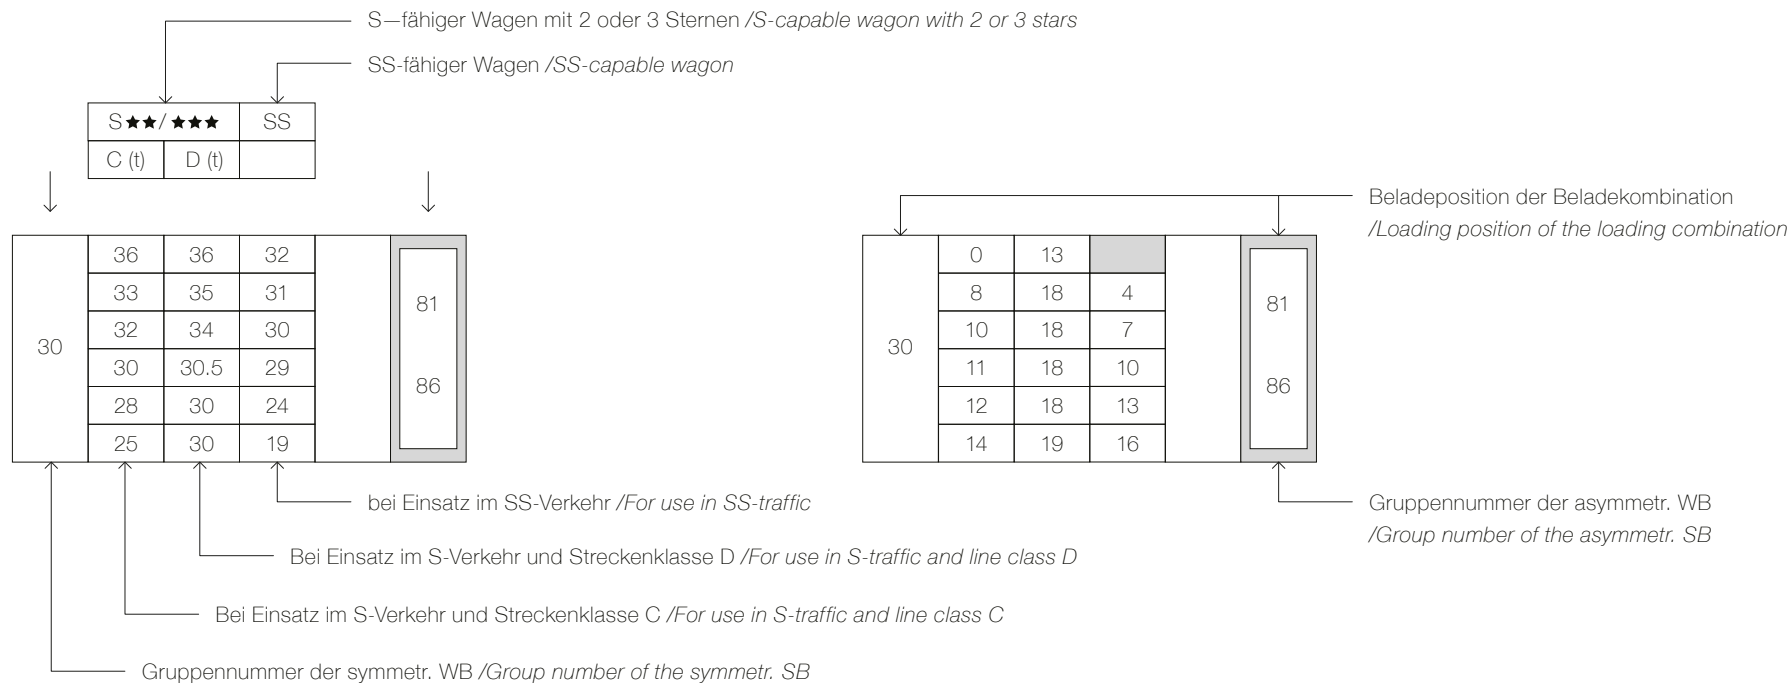 S—fähiger Wagen mit 2 oder 3 Sternen /S-capable wagon with 2 or 3 stars
SS-fähiger Wagen /SS-capable wagon
S★★/★★★ SS
C (t) D (t)
Beladeposition der Beladekombination
/Loading position of the loading combination
30
36 36 32
33 35 31
32 34 30
30 30.5 29
28 30 24
25 30 19
81
86
30
0 13
8 18 4
10 18 7
11 18 10
12 18 13
14 19 16
81
86
bei Einsatz im SS-Verkehr /For use in SS-traffic
Gruppennummer der asymmetr. WB
/Group number of the asymmetr. SB
Bei Einsatz im S-Verkehr und Streckenklasse D /For use in S-traffic and line class D
Bei Einsatz im S-Verkehr und Streckenklasse C /For use in S-traffic and line class C
Gruppennummer der symmetr. WB /Group number of the symmetr. SB